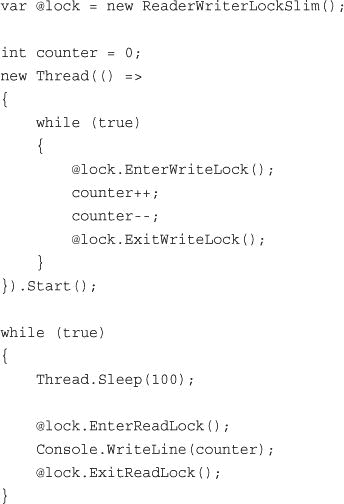 var @lock = new ReaderWriterLockSlim();

int counter = 0;
new Thread(() =>
{
    while (true)
    {
        @lock.EnterWriteLock();
        counter++;
        counter--;
        @lock.ExitWriteLock();
    }
}).Start();

while (true)
{
    Thread.Sleep(100);

    @lock.EnterReadLock();
    Console.WriteLine(counter);
    @lock.ExitReadLock();
}